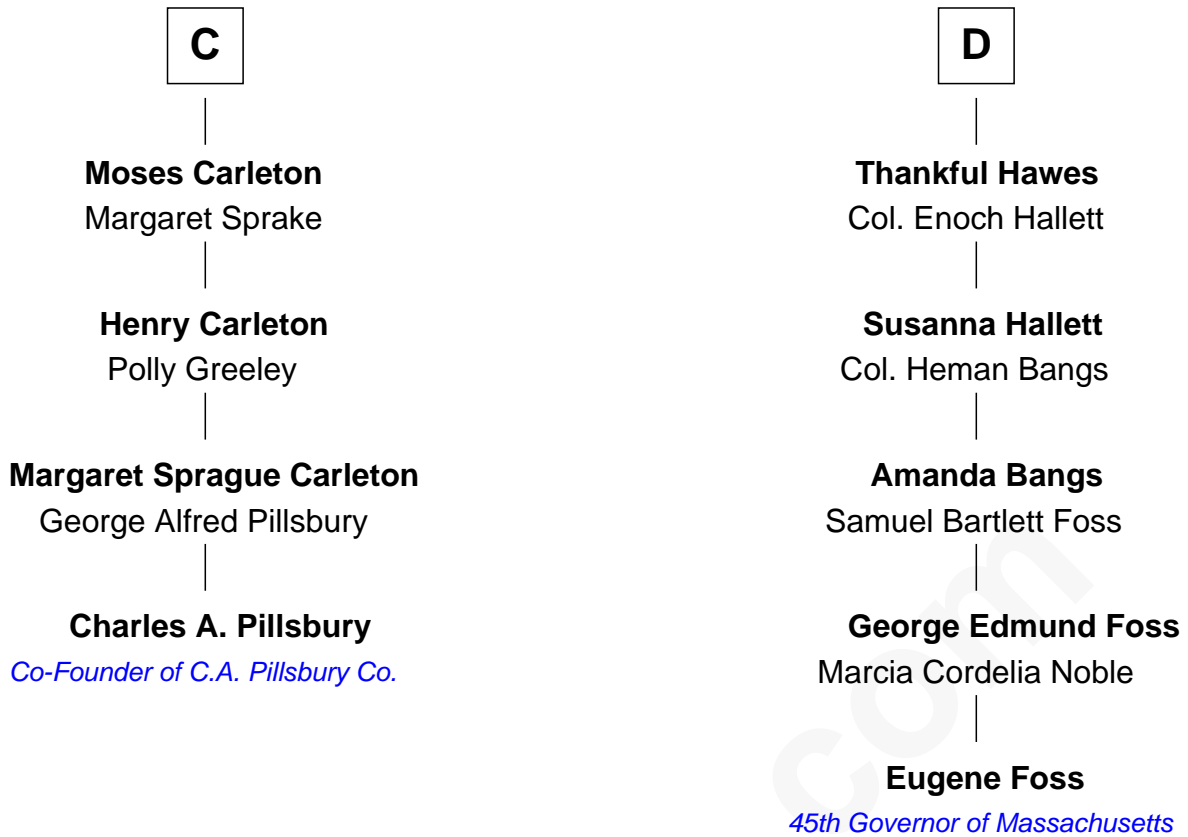 C
Moses Carleton
Margaret Sprake
Henry Carleton
Polly Greeley
Margaret Sprague Carleton
George Alfred Pillsbury
Charles A. Pillsbury
Co-Founder of C.A. Pillsbury Co.
D
Thankful Hawes
Col. Enoch Hallett
Susanna Hallett
Col. Heman Bangs
Amanda Bangs
Samuel Bartlett Foss
George Edmund Foss
Marcia Cordelia Noble
Eugene Foss
45th Governor of Massachusetts
com